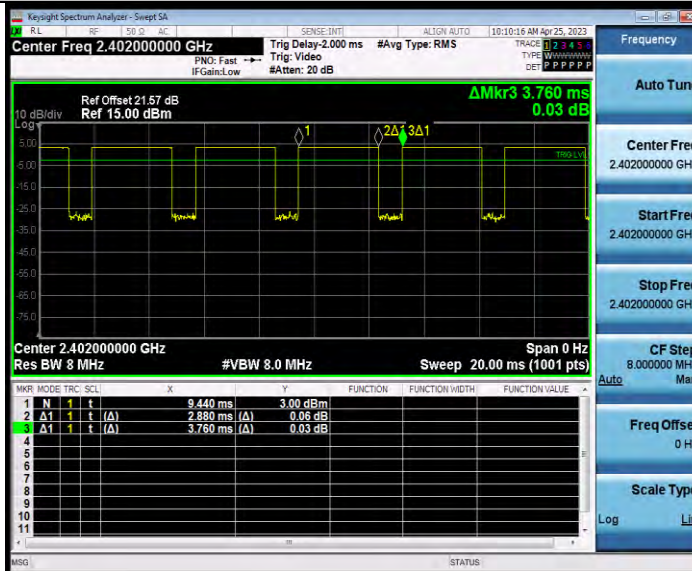 Keysight Spectrum Analyzer - Swept SA
RL RF 50 Ω AC SENSE:INT ALIGN AUTO 10:10:16 AM Apr 25, 2023
Center Freq 2.402000000 GHz
PNO: Fast
IFGain:Low
Trig Delay-2.000 ms
Trig: Video
#Atten: 20 dB
#Avg Type: RMS
TRACE 1 2 3 4 5 6
TYPE
DET P P P P P P
Frequency
Auto Tune
Center Freq
2.402000000 GH
Start Freq
2.402000000 GH
Stop Freq
2.402000000 GH
CF Step
8.000000 MH
Auto Ma
Freq Offse
0 H
Scale Type
Log Li
ΔMkr3 3.760 ms
0.03 dB
Ref Offset 21.57 dB
10 dB/div Ref 15.00 dBm
Log
1 2Δ1 3Δ1
TRIG LVL
5.00
-5.00
-15.0
-25.0
-35.0
-45.0
-55.0
-65.0
-75.0
Center 2.402000000 GHz Span 0 Hz
Res BW 8 MHz #VBW 8.0 MHz Sweep 20.00 ms (1001 pts)
MKR MODE TRC SCL X Y FUNCTION FUNCTION WIDTH FUNCTION VALUE
1 N 1 t 9.440 ms 3.00 dBm
2 Δ1 1 t (Δ) 2.880 ms (Δ) 0.06 dB
3 Δ1 1 t (Δ) 3.760 ms (Δ) 0.03 dB
4
5
6
7
8
9
10
11
MSG STATUS